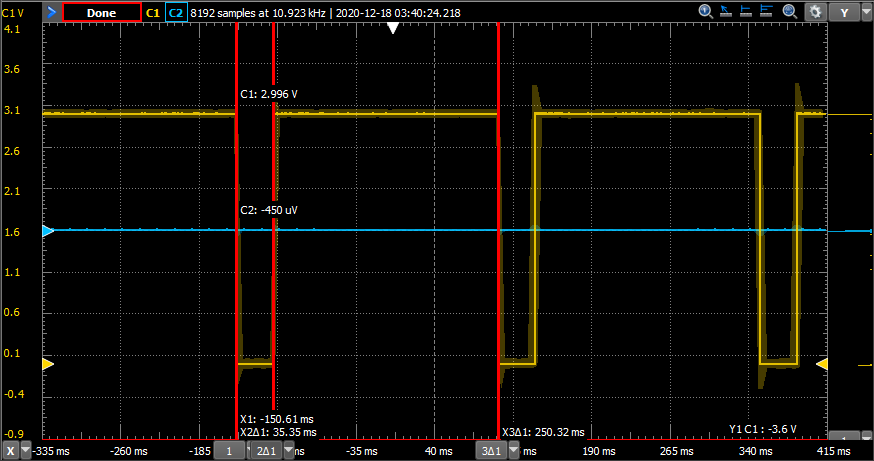 C1 V Done C1 C2 8192 samples at 10.923 kHz | 2020-12-18 03:40:24.218 Y
4.1
3.6
C1: 2.996 V
3.1
2.6
2.1
C2: -450 uV
1.6
1.1
0.6
0.1
-0.4
X1: -150.61 ms
X2Δ1: 35.35 ms X3Δ1: 250.32 ms Y1 C1 : -3.6 V
-0.9
X -335 ms -260 ms -185 1 2Δ1 ms -35 ms 40 ms 3Δ1 ms 190 ms 265 ms 340 ms 415 ms